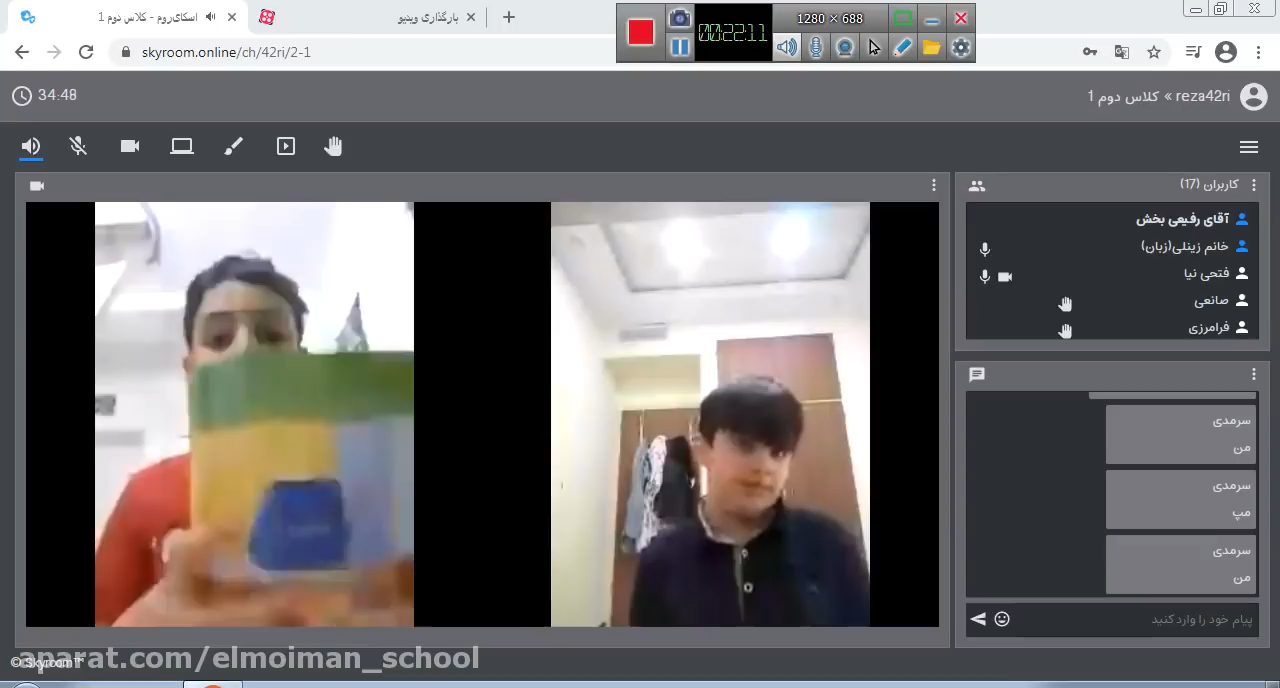 اسکای‌روم - کلاس دوم 1
بارگذاری ویدیو
00:22:11
1280 × 688
skyroom.online/ch/42ri/2-1
34:48
reza42ri » کلاس دوم 1
کاربران (17)
آقای رفیعی بخش
خانم زینلی(زبان)
فتحی نیا
صانعی
فرامرزی
سرمدی
من
سرمدی
مپ
سرمدی
من
پیام خود را وارد کنید
© Skyroom™
aparat.com/elmoiman_school